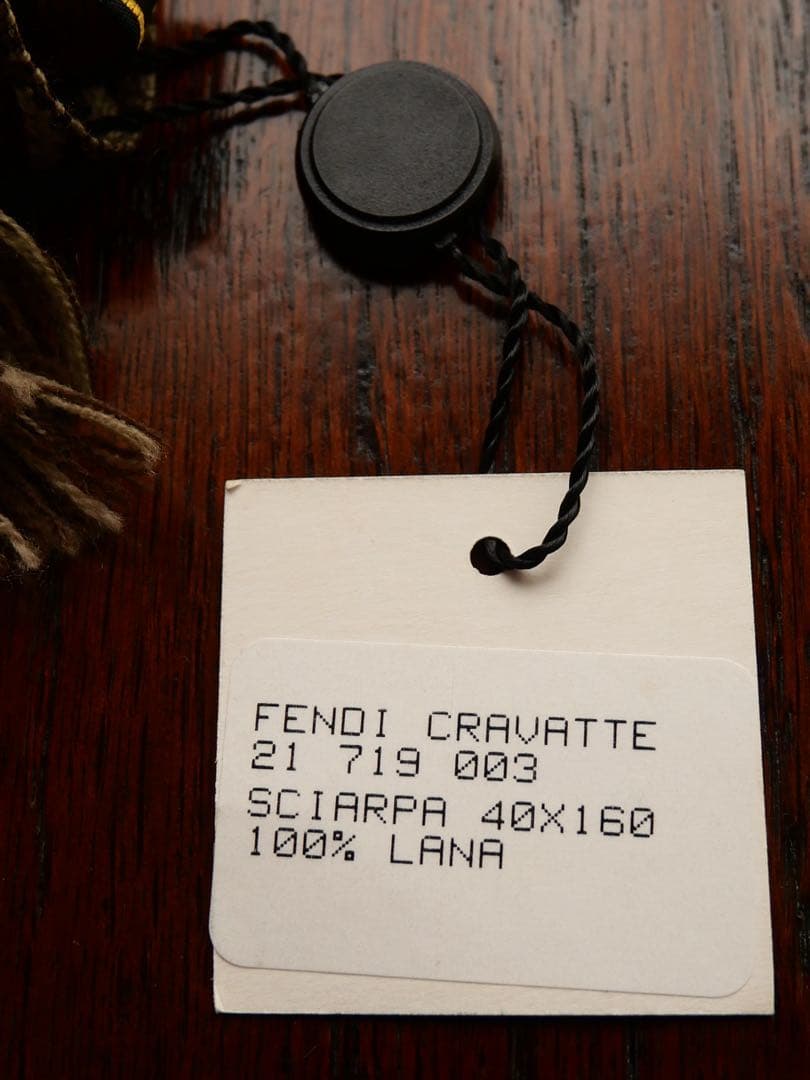 FENDI CRAVATTE
21 719 003
SCIARPA 40X160
100% LANA